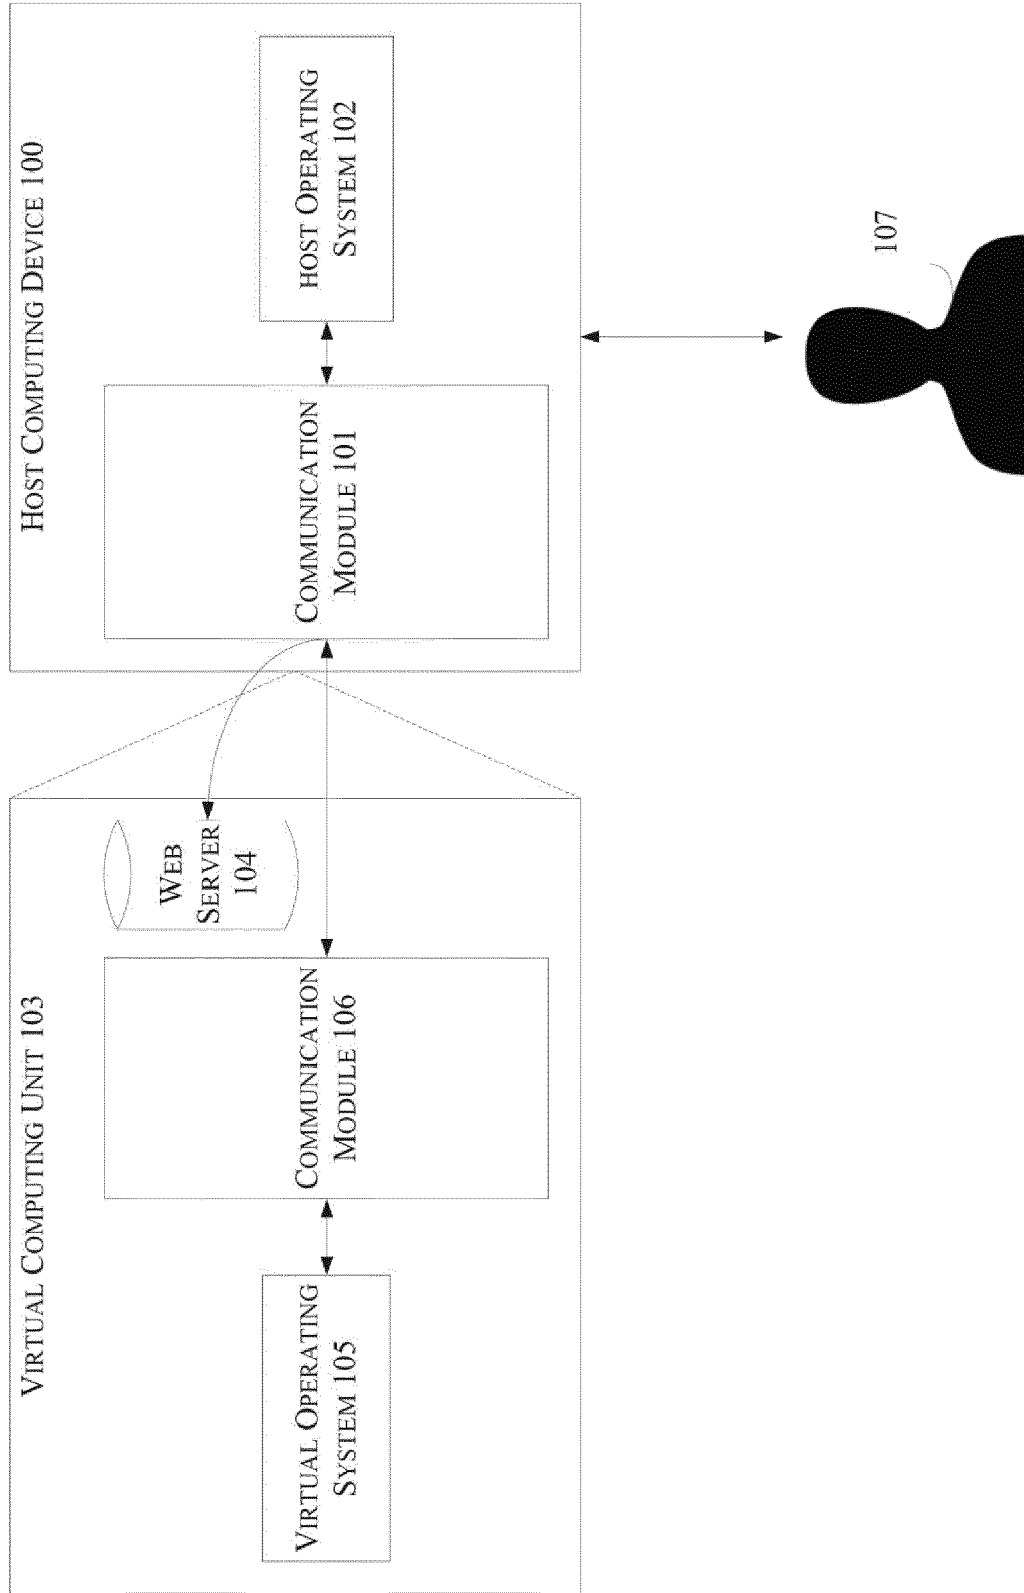 VIRTUAL COMPUTING UNIT 103
VIRTUAL OPERATING
SYSTEM 105
COMMUNICATION
MODULE 106
WEB
SERVER
104
HOST COMPUTING DEVICE 100
COMMUNICATION
MODULE 101
HOST OPERATING
SYSTEM 102
107